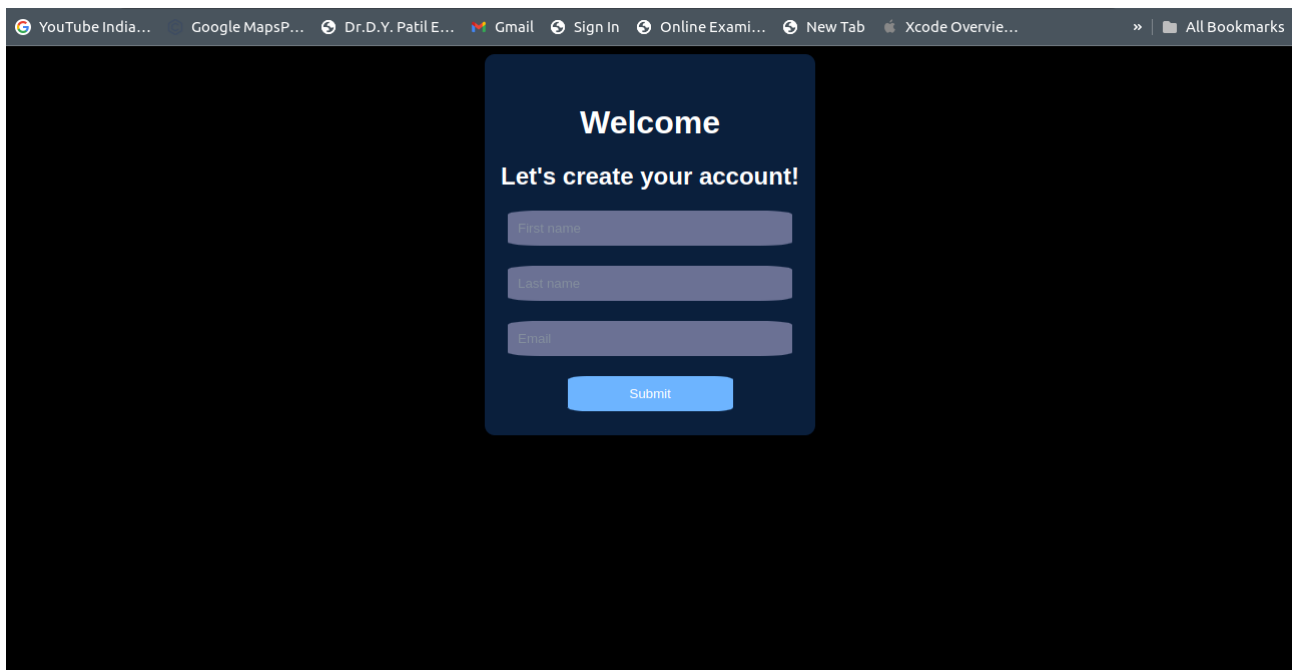 YouTube India... Google MapsP... Dr.D.Y. Patil E... Gmail Sign In Online Exami... New Tab Xcode Overvie... » All Bookmarks
Welcome
Let's create your account!
First name
Last name
Email
Submit